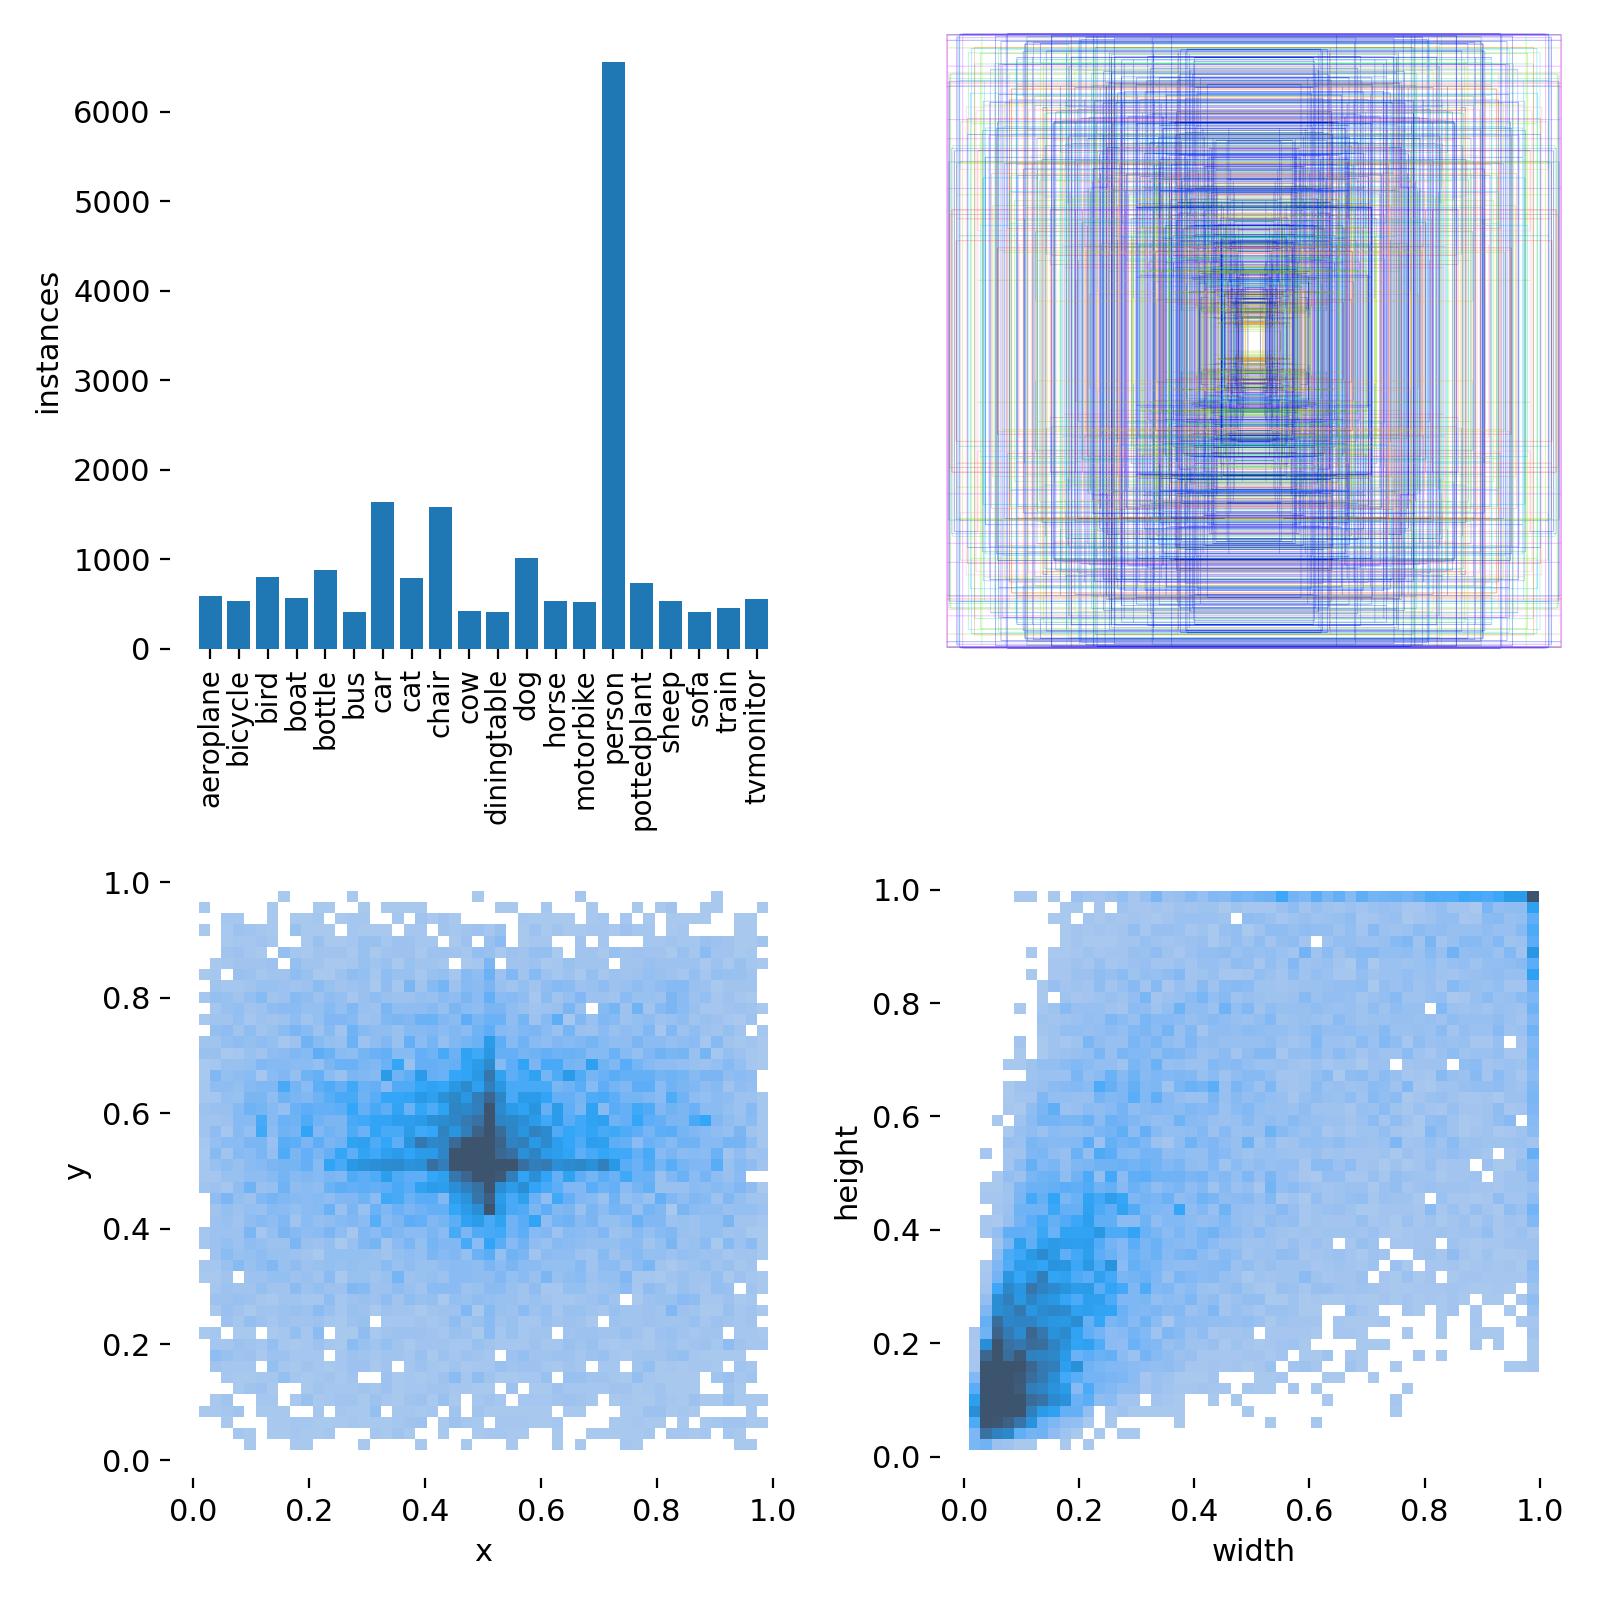 6000
5000
4000
3000
2000
1000
0
instances
aeroplane
bicycle
bird
boat
bottle
bus
car
cat
chair
cow
diningtable
dog
horse
motorbike
person
pottedplant
sheep
sofa
train
tvmonitor
1.0
0.8
0.6
0.4
0.2
0.0
y
0.0 0.2 0.4 0.6 0.8 1.0
x
1.0
0.8
0.6
0.4
0.2
0.0
height
0.0 0.2 0.4 0.6 0.8 1.0
width